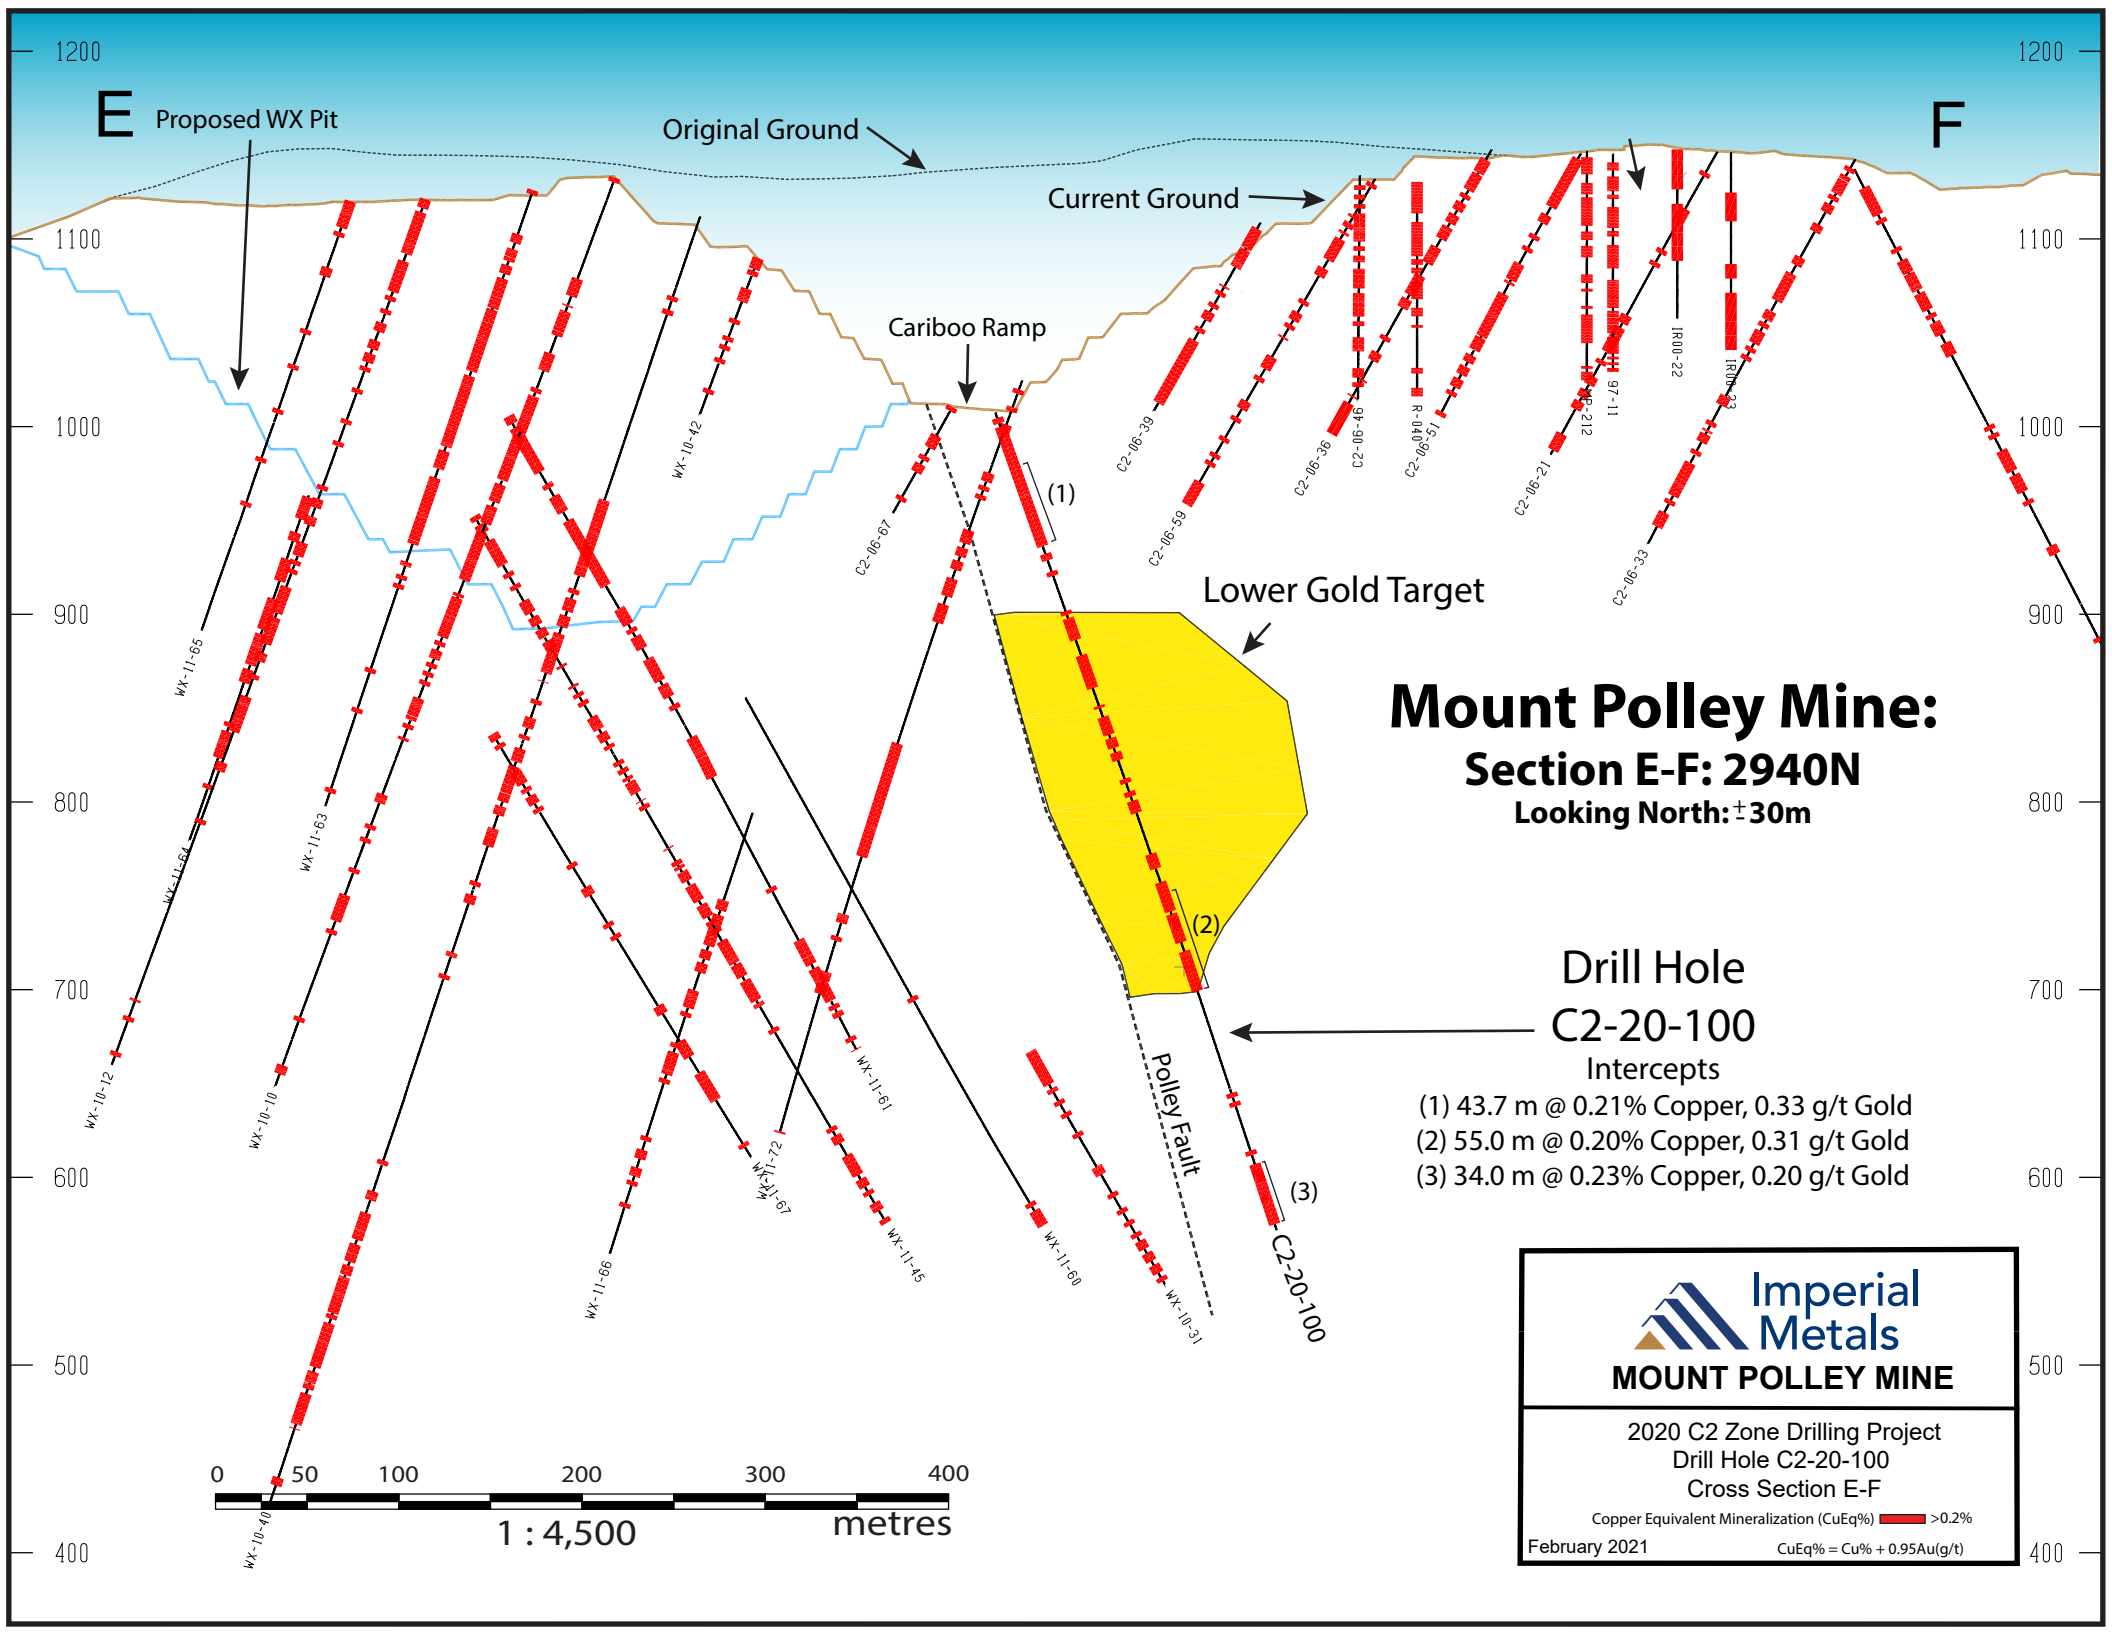 1200
1200
E
Proposed WX Pit
Original Ground
F
Current Ground
1100
1100
Cariboo Ramp
IR00-22
IR00-23
97-11
WX-10-42
C2-06-39
C2-06-36
C2-06-46
R-040
C2-06-51
C2-06-21
1000
1000
(1)
C2-06-67
C2-06-59
C2-06-33
Lower Gold Target
900
900
WX-11-65
Mount Polley Mine:
Section E-F: 2940N
Looking North: ±30m
800
800
WX-11-63
WX-11-64
(2)
Drill Hole
C2-20-100
Intercepts
(1) 43.7 m @ 0.21% Copper, 0.33 g/t Gold
(2) 55.0 m @ 0.20% Copper, 0.31 g/t Gold
(3) 34.0 m @ 0.23% Copper, 0.20 g/t Gold
700
700
WX-10-12
WX-10-10
WX-11-61
Polley Fault
600
600
(3)
WX-11-67
WX-11-66
WX-11-45
WX-11-60
WX-10-31
C2-20-100
500
500
Imperial
Metals
MOUNT POLLEY MINE
2020 C2 Zone Drilling Project
Drill Hole C2-20-100
Cross Section E-F
Copper Equivalent Mineralization (CuEq%) >0.2%
February 2021
CuEq% = Cu% + 0.95Au(g/t)
0 50 100 200 300 400
1 : 4,500
metres
WX-10-40
400
400